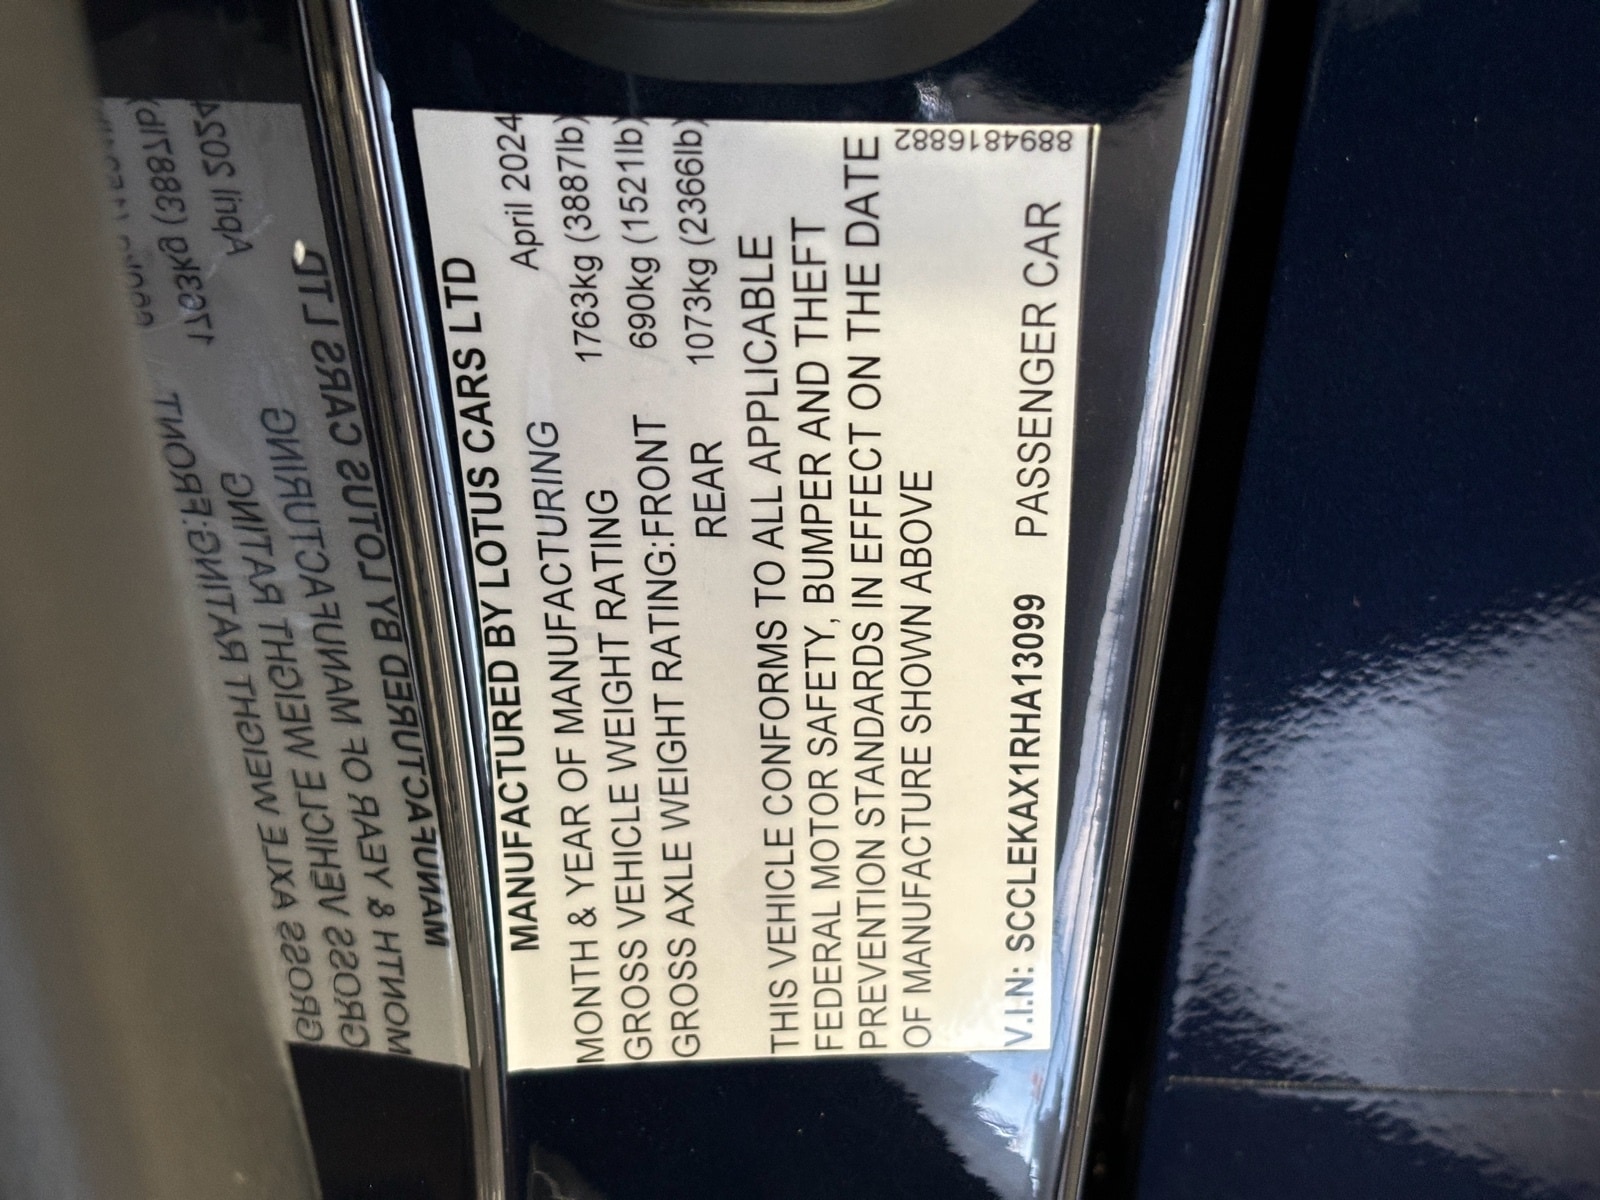 MANUFACTURED BY LOTUS CARS LTD
MONTH & YEAR OF MANUFACTURING April 2024
GROSS VEHICLE WEIGHT RATING 1763kg (3887lb)
GROSS AXLE WEIGHT RATING:FRONT 690kg (1521lb)
REAR 1073kg (2366lb)
THIS VEHICLE CONFORMS TO ALL APPLICABLE
FEDERAL MOTOR SAFETY, BUMPER AND THEFT
PREVENTION STANDARDS IN EFFECT ON THE DATE
OF MANUFACTURE SHOWN ABOVE
8894816882
V.I.N: SCCLEKAX1RHA13099 PASSENGER CAR